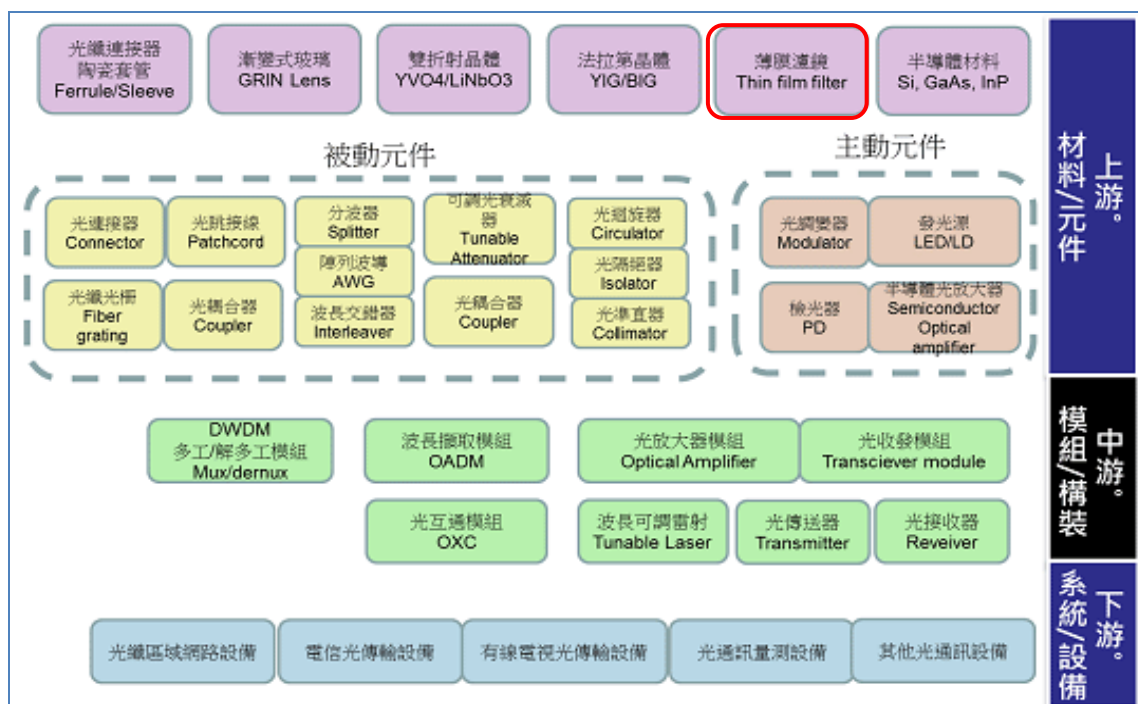 光纖連接器
陶瓷套管
Ferrule/Sleeve
漸變式玻璃
GRIN Lens
雙折射晶體
YVO4/LiNbO3
法拉第晶體
YIG/BIG
薄膜濾鏡
Thin film filter
半導體材料
Si, GaAs, InP
被動元件
主動元件
光連接器
Connector
光跳接線
Patchcord
分波器
Splitter
可調光衰減
器
Tunable
Attenuator
光迴旋器
Circulator
陣列波導
AWG
光隔絕器
Isolator
光纖光柵
Fiber
grating
光耦合器
Coupler
波長交錯器
Interleaver
光耦合器
Coupler
光準直器
Collimator
光調變器
Modulator
發光源
LED/LD
檢光器
PD
半導體光放大器
Semiconductor
Optical
amplifier
上游。
材料/元件
DWDM
多工/解多工模組
Mux/dernux
波長擷取模組
OADM
光放大器模組
Optical Amplifier
光收發模組
Transciever module
光互通模組
OXC
波長可調雷射
Tunable Laser
光傳送器
Transmitter
光接收器
Reveiver
中游。
模組/構裝
光纖區域網路設備
電信光傳輸設備
有線電視光傳輸設備
光通訊量測設備
其他光通訊設備
下游。
系統/設備